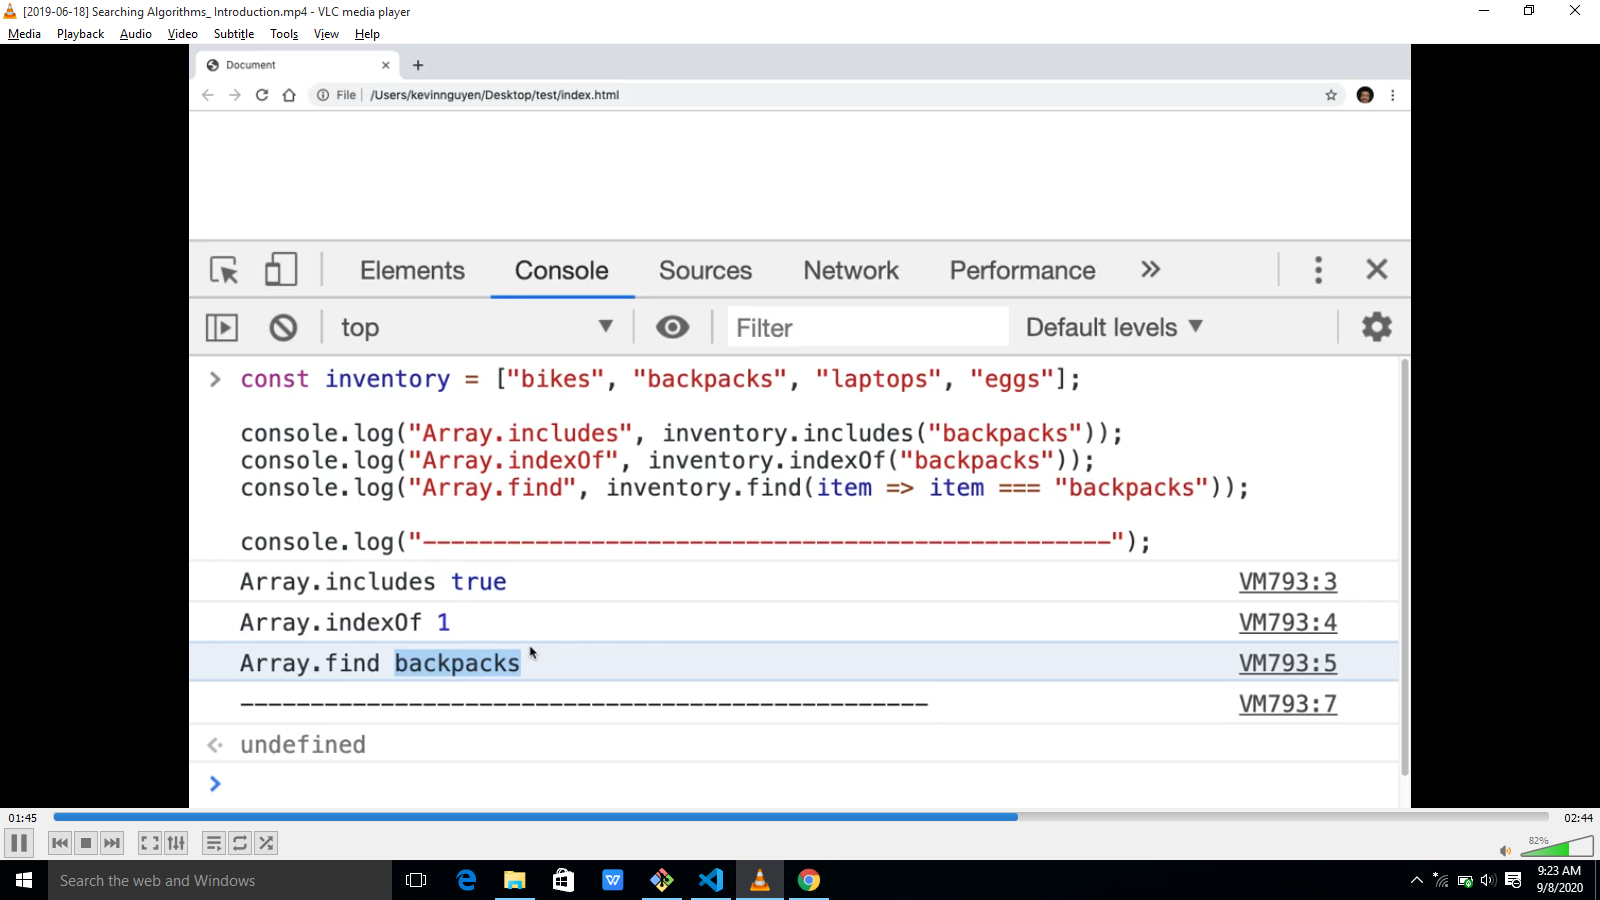 [2019-06-18] Searching Algorithms_ Introduction.mp4 - VLC media player
Media Playback Audio Video Subtitle Tools View Help
Document
File /Users/kevinnguyen/Desktop/test/index.html
Elements Console Sources Network Performance
top Filter Default levels
const inventory = ["bikes", "backpacks", "laptops", "eggs"];
console.log("Array.includes", inventory.includes("backpacks"));
console.log("Array.indexOf", inventory.indexOf("backpacks"));
console.log("Array.find", inventory.find(item => item === "backpacks"));
console.log("-------------------------------------------------");
Array.includes true VM793:3
Array.indexOf 1 VM793:4
Array.find backpacks VM793:5
------------------------------------------------- VM793:7
undefined
01:45 02:44
82%
Search the web and Windows
9:23 AM
9/8/2020